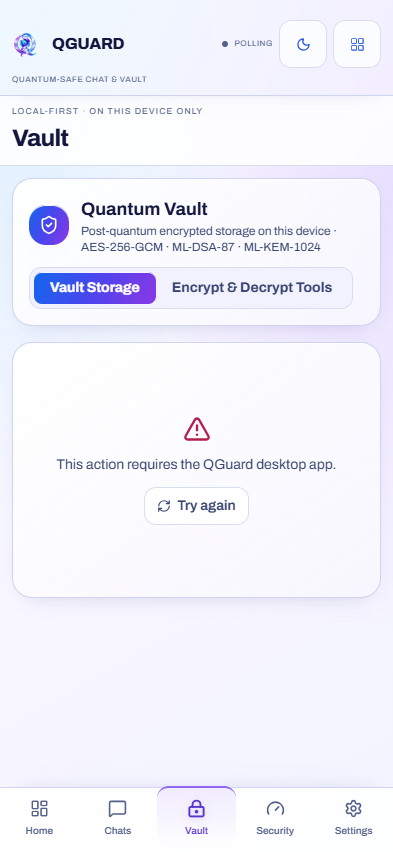 QGUARD
POLLING
QUANTUM-SAFE CHAT & VAULT
LOCAL-FIRST · ON THIS DEVICE ONLY
Vault
Quantum Vault
Post-quantum encrypted storage on this device ·
AES-256-GCM · ML-DSA-87 · ML-KEM-1024
Vault Storage
Encrypt & Decrypt Tools
This action requires the QGuard desktop app.
Try again
Home
Chats
Vault
Security
Settings